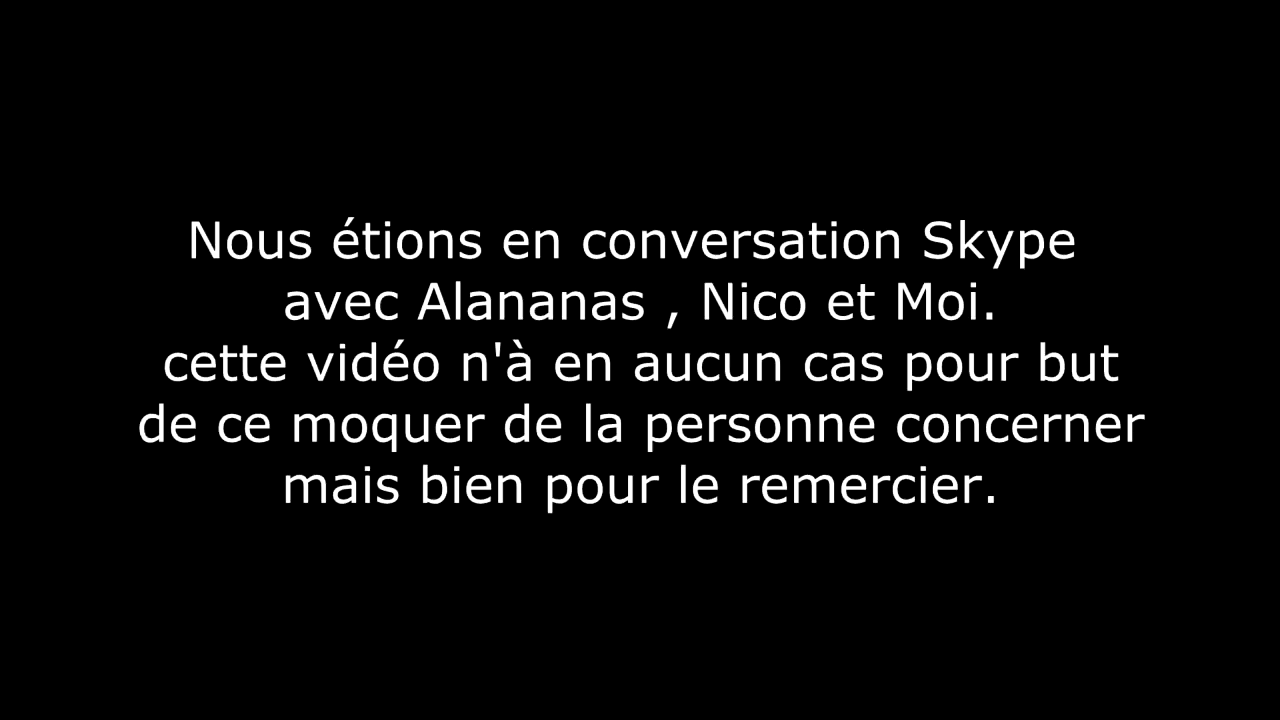 Nous étions en conversation Skype
avec Alananas , Nico et Moi.
cette vidéo n'à en aucun cas pour but
de ce moquer de la personne concerner
mais bien pour le remercier.